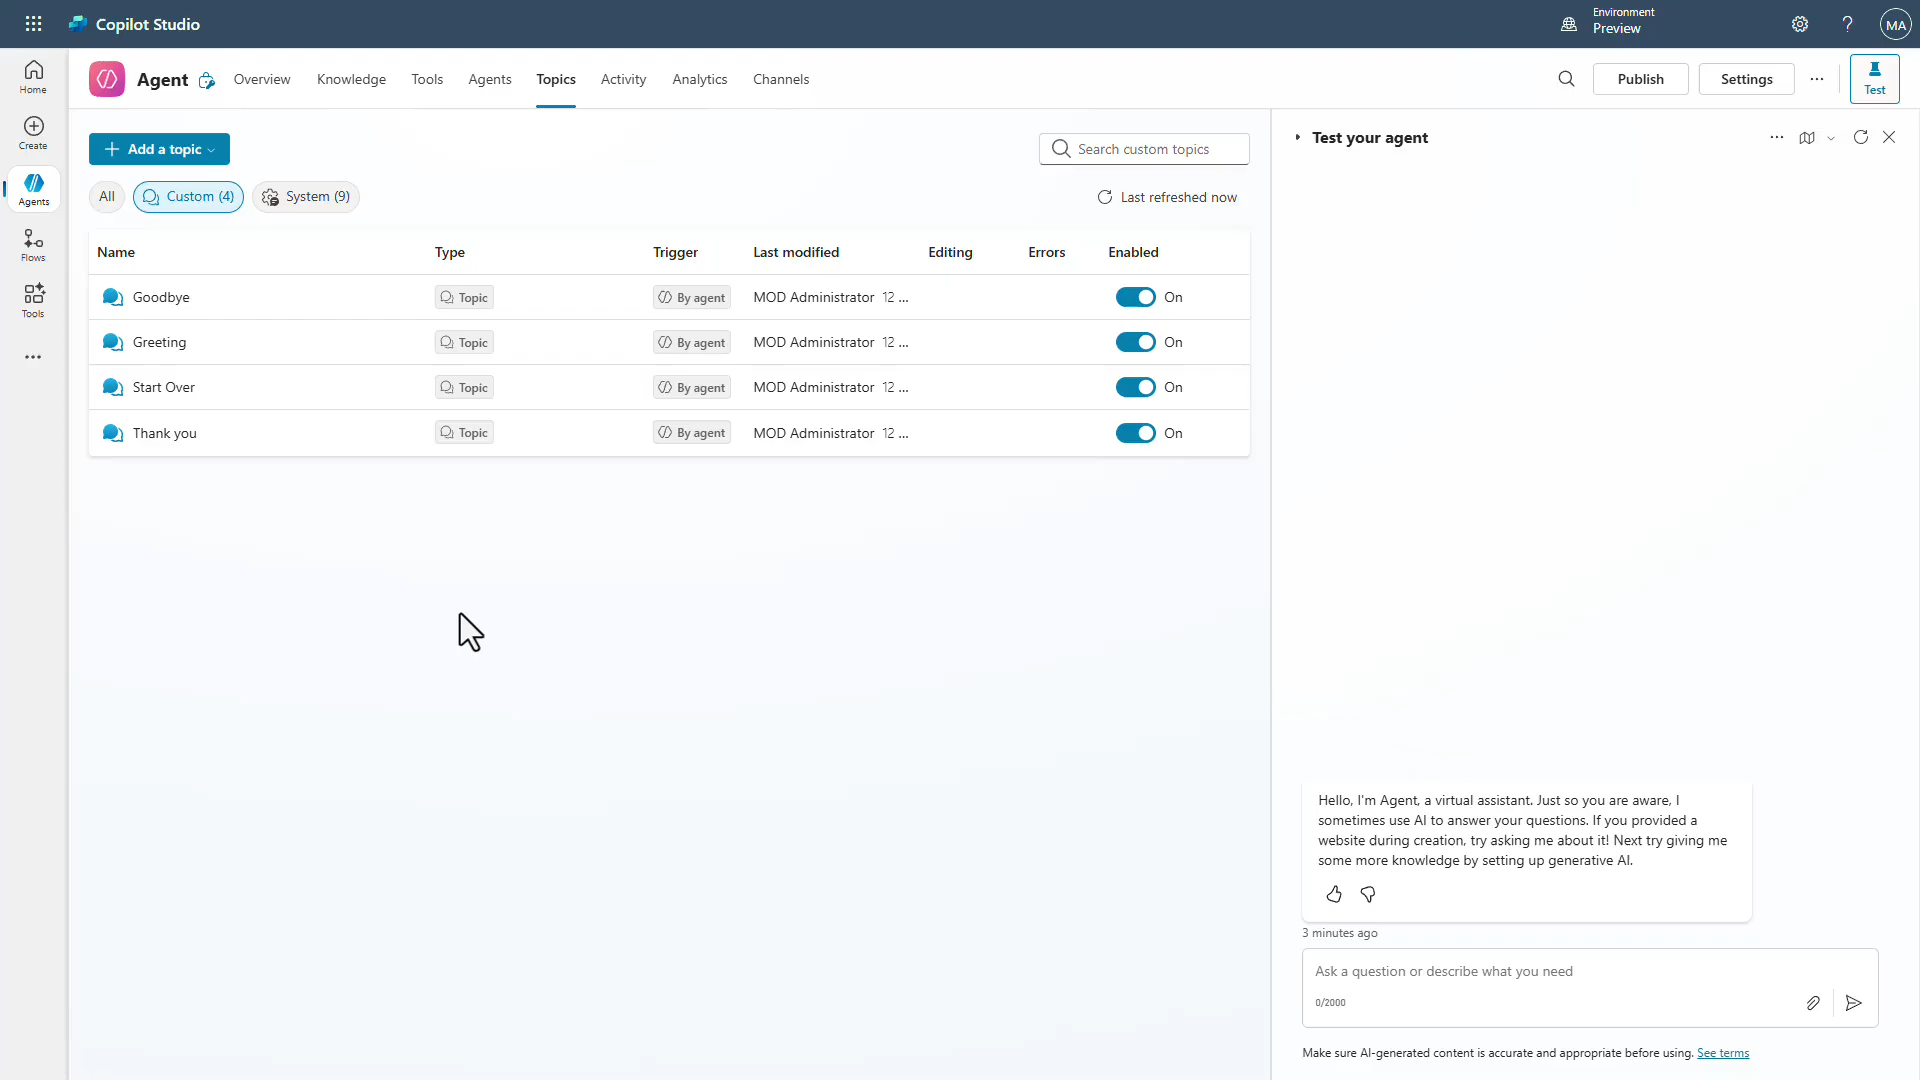 Copilot Studio
Environment
Preview
?
MA
Home
Create
Agents
Flows
Tools
Agent
Overview
Knowledge
Tools
Agents
Topics
Activity
Analytics
Channels
Publish
Settings
Test
Add a topic
Search custom topics
All
Custom (4)
System (9)
Last refreshed now
Name Type Trigger Last modified Editing Errors Enabled
Goodbye Topic By agent MOD Administrator 12 ... On
Greeting Topic By agent MOD Administrator 12 ... On
Start Over Topic By agent MOD Administrator 12 ... On
Thank you Topic By agent MOD Administrator 12 ... On
Test your agent
Hello, I'm Agent, a virtual assistant. Just so you are aware, I
sometimes use AI to answer your questions. If you provided a
website during creation, try asking me about it! Next try giving me
some more knowledge by setting up generative AI.
3 minutes ago
Ask a question or describe what you need
0/2000
Make sure AI-generated content is accurate and appropriate before using. See terms